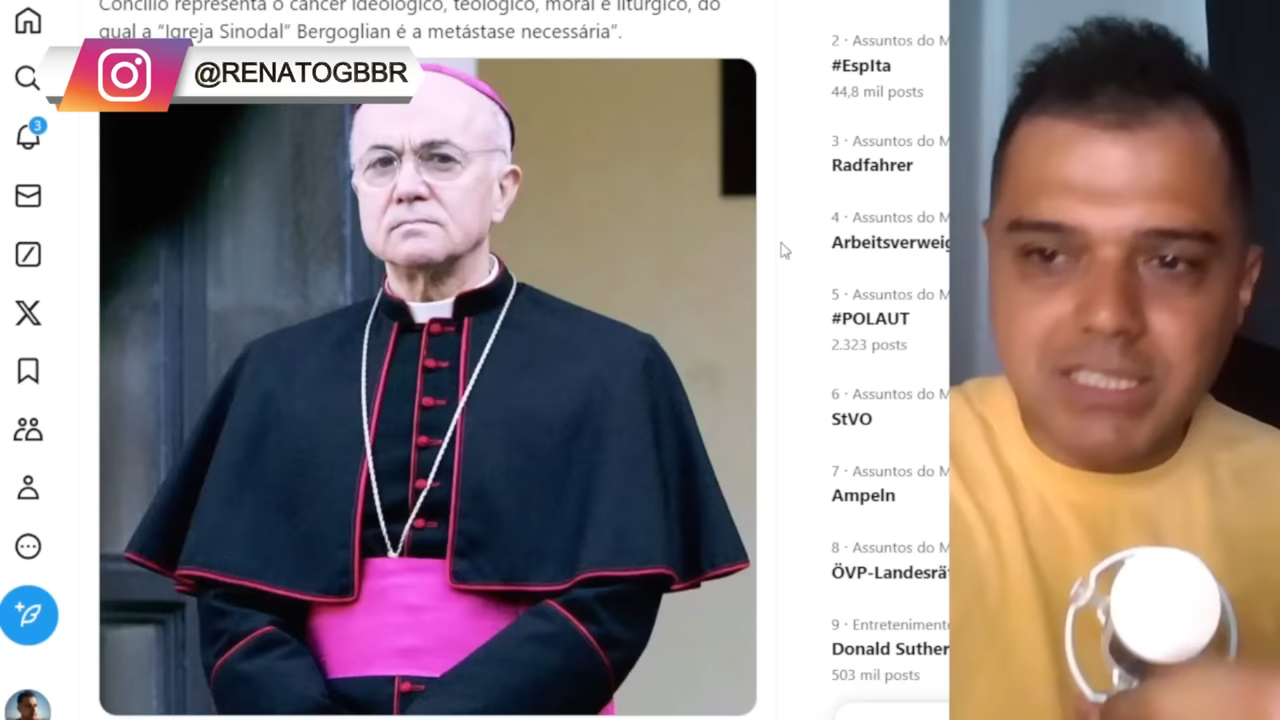 Concílio representa o câncer ideológico, teológico, moral e litúrgico, do
qual a “Igreja Sinodal” Bergoglian é a metástase necessária”.
@RENATOGBBR
3
2 · Assuntos do M
#EspIta
44,8 mil posts
3 · Assuntos do M
Radfahrer
4 · Assuntos do M
Arbeitsverweig
5 · Assuntos do M
#POLAUT
2.323 posts
6 · Assuntos do M
StVO
7 · Assuntos do M
Ampeln
8 · Assuntos do M
ÖVP-Landesrä
9 · Entretenimento
Donald Suther
503 mil posts